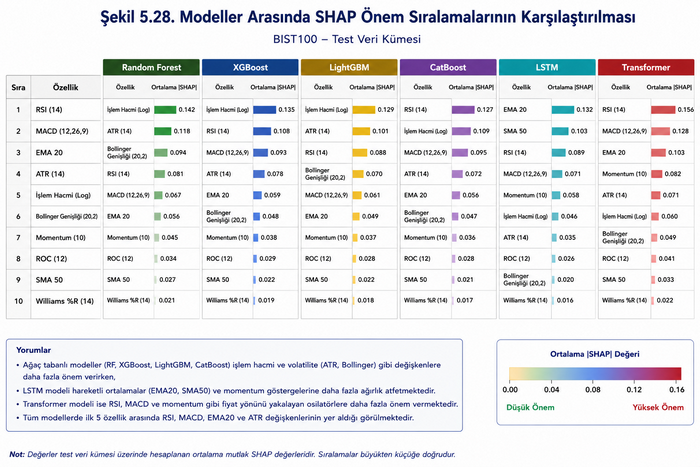 Şekil 5.28. Modeller Arasında SHAP Önem Sıralamalarının Karşılaştırılması
BIST100 – Test Veri Kümesi
Random Forest XGBoost LightGBM CatBoost LSTM Transformer
Sıra Özellik Özellik Ortalama |SHAP| Özellik Ortalama |SHAP| Özellik Ortalama |SHAP| Özellik Ortalama |SHAP| Özellik Ortalama |SHAP| Özellik Ortalama |SHAP|
1 RSI (14) İşlem Hacmi (Log) 0.142 İşlem Hacmi (Log) 0.135 İşlem Hacmi (Log) 0.129 RSI (14) 0.127 EMA 20 0.132 RSI (14) 0.156
2 MACD (12,26,9) ATR (14) 0.118 RSI (14) 0.108 ATR (14) 0.101 İşlem Hacmi (Log) 0.109 SMA 50 0.103 MACD (12,26,9) 0.128
3 EMA 20 Bollinger Genişliği (20,2) 0.094 MACD (12,26,9) 0.093 RSI (14) 0.088 MACD (12,26,9) 0.095 RSI (14) 0.089 EMA 20 0.103
4 ATR (14) RSI (14) 0.081 ATR (14) 0.078 Bollinger Genişliği (20,2) 0.070 ATR (14) 0.072 MACD (12,26,9) 0.071 Momentum (10) 0.082
5 İşlem Hacmi (Log) MACD (12,26,9) 0.067 EMA 20 0.059 MACD (12,26,9) 0.061 EMA 20 0.056 Momentum (10) 0.058 ATR (14) 0.071
6 Bollinger Genişliği (20,2) EMA 20 0.056 Bollinger Genişliği (20,2) 0.048 EMA 20 0.049 Bollinger Genişliği (20,2) 0.047 İşlem Hacmi (Log) 0.046 İşlem Hacmi (Log) 0.060
7 Momentum (10) Momentum (10) 0.045 Momentum (10) 0.038 Momentum (10) 0.037 Momentum (10) 0.036 ATR (14) 0.035 Bollinger Genişliği (20,2) 0.049
8 ROC (12) ROC (12) 0.034 ROC (12) 0.029 ROC (12) 0.028 ROC (12) 0.028 ROC (12) 0.026 ROC (12) 0.041
9 SMA 50 SMA 50 0.027 SMA 50 0.022 SMA 50 0.022 SMA 50 0.021 Bollinger Genişliği (20,2) 0.020 SMA 50 0.033
10 Williams %R (14) Williams %R (14) 0.021 Williams %R (14) 0.019 Williams %R (14) 0.018 Williams %R (14) 0.017 Williams %R (14) 0.016 Williams %R (14) 0.022
Yorumlar
• Ağaç tabanlı modeller (RF, XGBoost, LightGBM, CatBoost) işlem hacmi ve volatilite (ATR, Bollinger) gibi değişkenlere
daha fazla önem verirken,
• LSTM modeli hareketli ortalamalar (EMA20, SMA50) ve momentum göstergelerine daha fazla ağırlık atfetmektedir.
• Transformer modeli ise RSI, MACD ve momentum gibi fiyat yönünü yakalayan osilatörlere daha fazla önem vermektedir.
• Tüm modellerde ilk 5 özellik arasında RSI, MACD, EMA20 ve ATR değişkenlerinin yer aldığı görülmektedir.
Ortalama |SHAP| Değeri
0.00 0.04 0.08 0.12 0.16
Düşük Önem Yüksek Önem
Not: Değerler test veri kümesi üzerinde hesaplanan ortalama mutlak SHAP değerleridir. Sıralamalar büyükten küçüğe doğrudur.